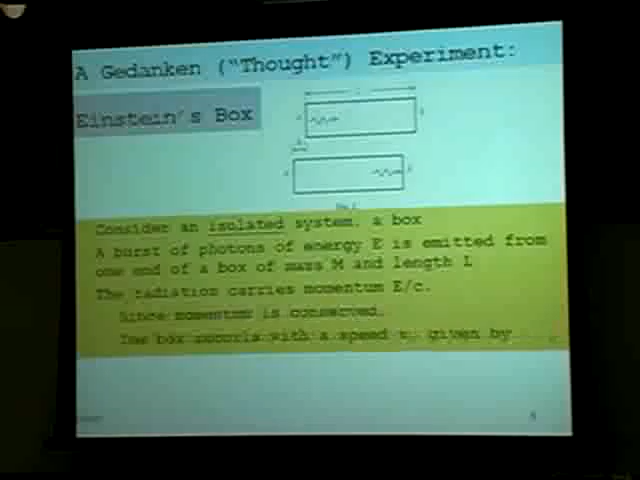 A Gedanken ("Thought") Experiment:
Einstein's Box
Consider an isolated system, a box
A burst of photons of energy E is emitted from
one end of a box of mass M and length L
The radiation carries momentum E/c.
Since momentum is conserved,
The box recoils with a speed v, given by